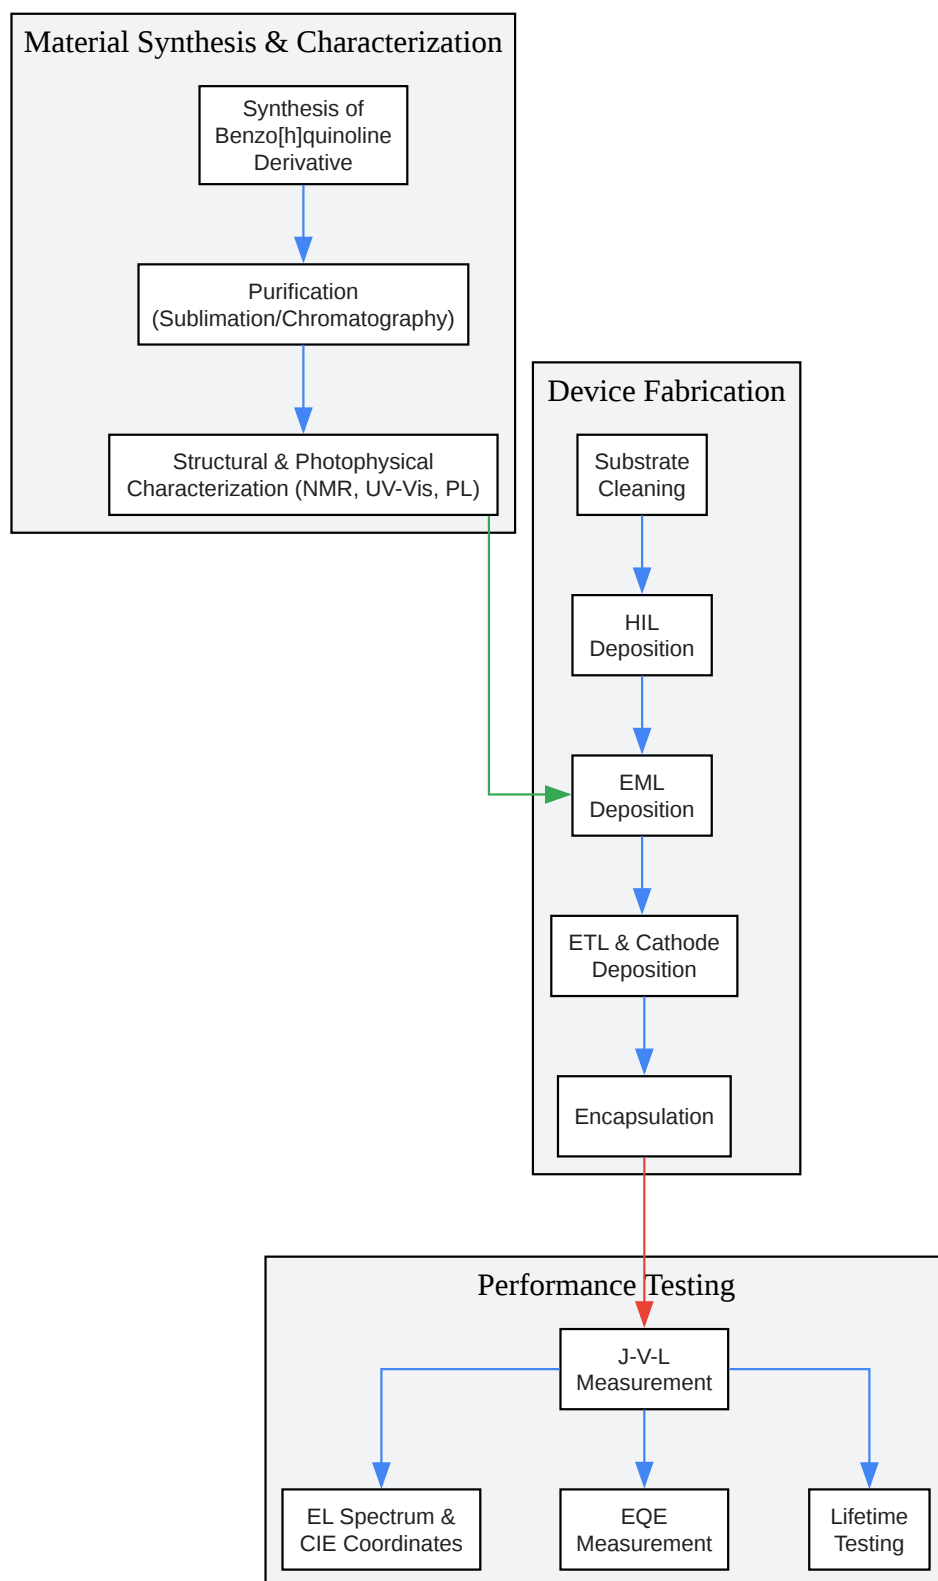 Material Synthesis & Characterization
Synthesis of
Benzo[h]quinoline
Derivative
Purification
(Sublimation/Chromatography)
Structural & Photophysical
Characterization (NMR, UV-Vis, PL)
Device Fabrication
Substrate
Cleaning
HIL
Deposition
EML
Deposition
ETL & Cathode
Deposition
Encapsulation
Performance Testing
J-V-L
Measurement
EL Spectrum &
CIE Coordinates
EQE
Measurement
Lifetime
Testing